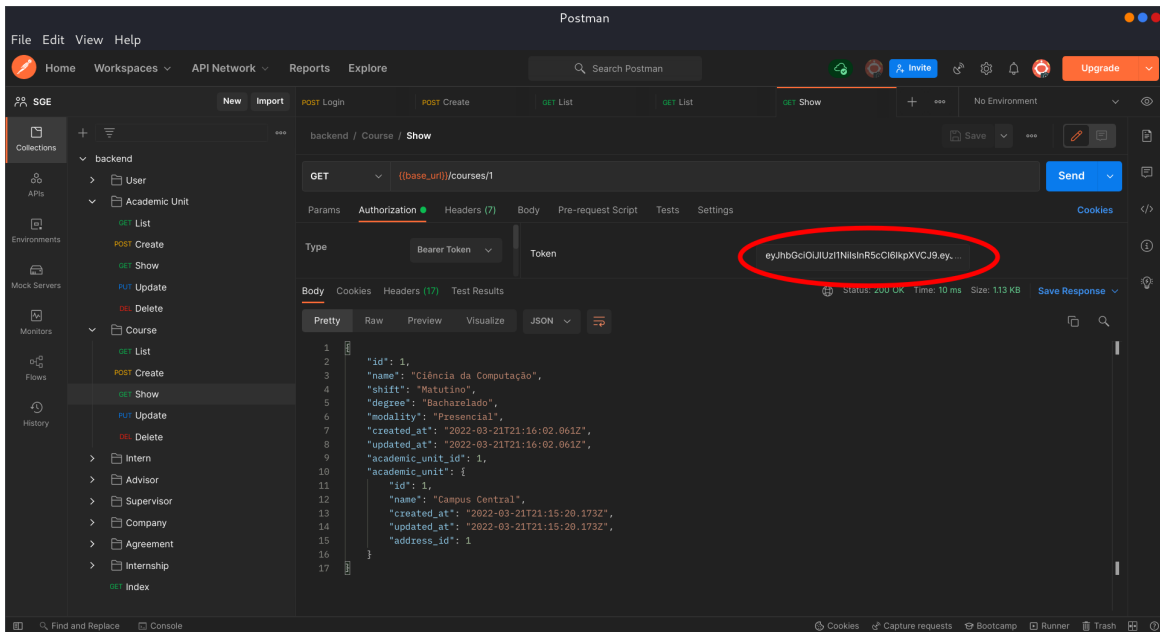 Postman
File Edit View Help
Home Workspaces API Network Reports Explore Search Postman Invite Upgrade
SGE New Import POST Login POST Create GET List GET List GET Show No Environment
Collections
APIs
Environments
Mock Servers
Monitors
Flows
History
backend
User
Academic Unit
GET List
POST Create
GET Show
PUT Update
DEL Delete
Course
GET List
POST Create
GET Show
PUT Update
DEL Delete
Intern
Advisor
Supervisor
Company
Agreement
Internship
GET Index
backend / Course / Show Save
GET {{base_url}}/courses/1 Send
Params Authorization Headers (7) Body Pre-request Script Tests Settings Cookies
Type Bearer Token Token eyJhbGciOiJIUzI1NiIsInR5cCI6IkpXVCJ9.ey. ...
Body Cookies Headers (17) Test Results Status: 200 OK Time: 10 ms Size: 1.13 KB Save Response
Pretty Raw Preview Visualize JSON
1 {
2 "id": 1,
3 "name": "Ciência da Computação",
4 "shift": "Matutino",
5 "degree": "Bacharelado",
6 "modality": "Presencial",
7 "created_at": "2022-03-21T21:16:02.061Z",
8 "updated_at": "2022-03-21T21:16:02.061Z",
9 "academic_unit_id": 1,
10 "academic_unit": {
11 "id": 1,
12 "name": "Campus Central",
13 "created_at": "2022-03-21T21:15:20.173Z",
14 "updated_at": "2022-03-21T21:15:20.173Z",
15 "address_id": 1
16 }
17 }
Find and Replace Console Cookies Capture requests Bootcamp Runner Trash